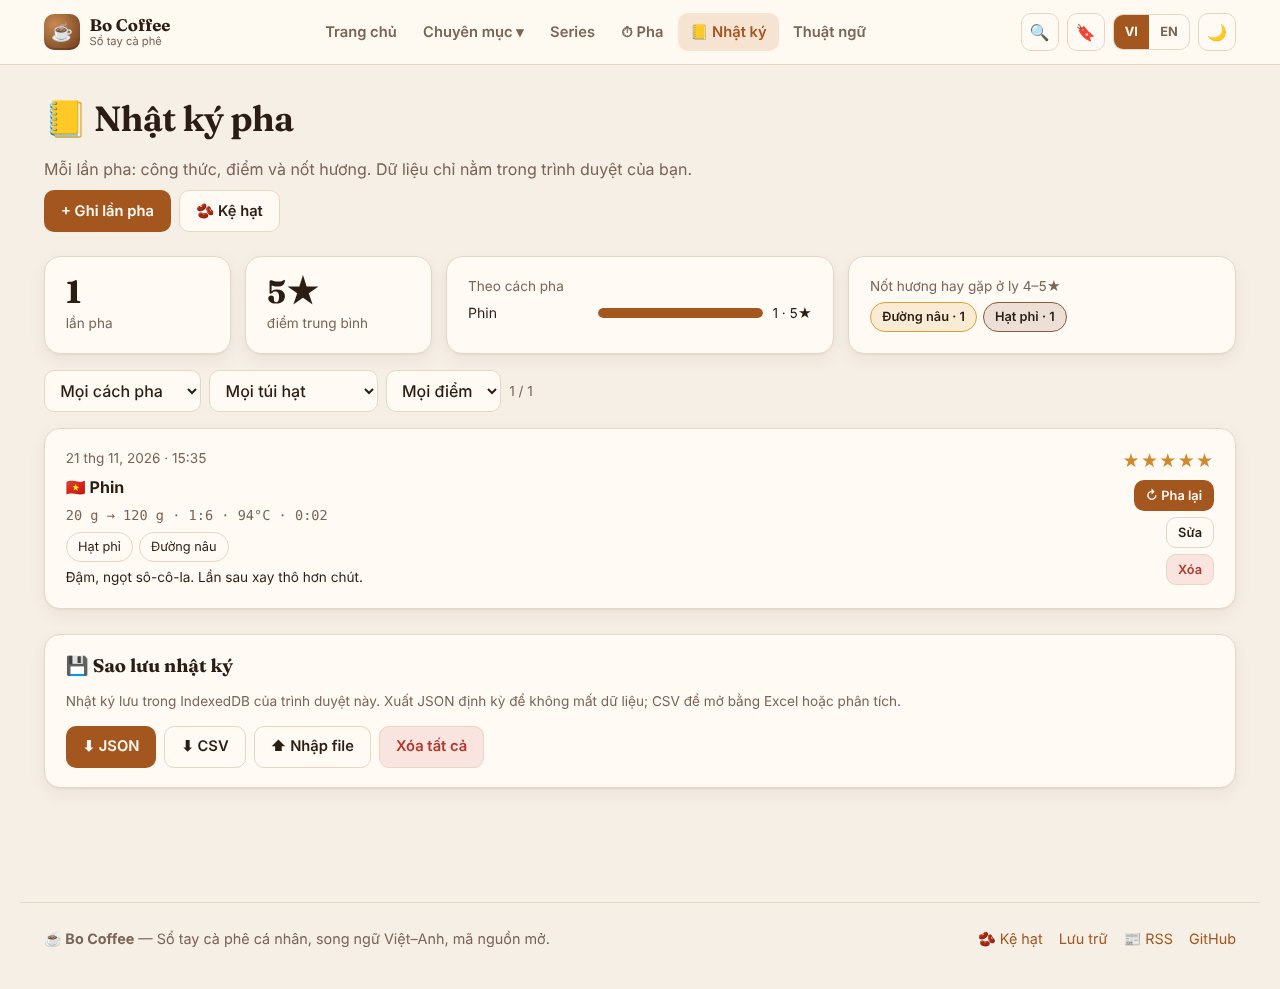 Bo Coffee
Sổ tay cà phê
Trang chủ
Chuyên mục ▾
Series
⏱ Pha
📒 Nhật ký
Thuật ngữ
VI
EN
📒 Nhật ký pha
Mỗi lần pha: công thức, điểm và nốt hương. Dữ liệu chỉ nằm trong trình duyệt của bạn.
+ Ghi lần pha
🫘 Kệ hạt
1
lần pha
5★
điểm trung bình
Theo cách pha
Phin
1 · 5★
Nốt hương hay gặp ở ly 4–5★
Đường nâu · 1
Hạt phỉ · 1
Mọi cách pha
Mọi túi hạt
Mọi điểm
1 / 1
21 thg 11, 2026 · 15:35
🇻🇳 Phin
20 g → 120 g · 1:6 · 94°C · 0:02
Hạt phỉ
Đường nâu
Đậm, ngọt sô-cô-la. Lần sau xay thô hơn chút.
★★★★★
↻ Pha lại
Sửa
Xóa
💾 Sao lưu nhật ký
Nhật ký lưu trong IndexedDB của trình duyệt này. Xuất JSON định kỳ để không mất dữ liệu; CSV để mở bằng Excel hoặc phân tích.
⬇ JSON
⬇ CSV
⬆ Nhập file
Xóa tất cả
☕ Bo Coffee — Sổ tay cà phê cá nhân, song ngữ Việt–Anh, mã nguồn mở.
🫘 Kệ hạt
Lưu trữ
📰 RSS
GitHub